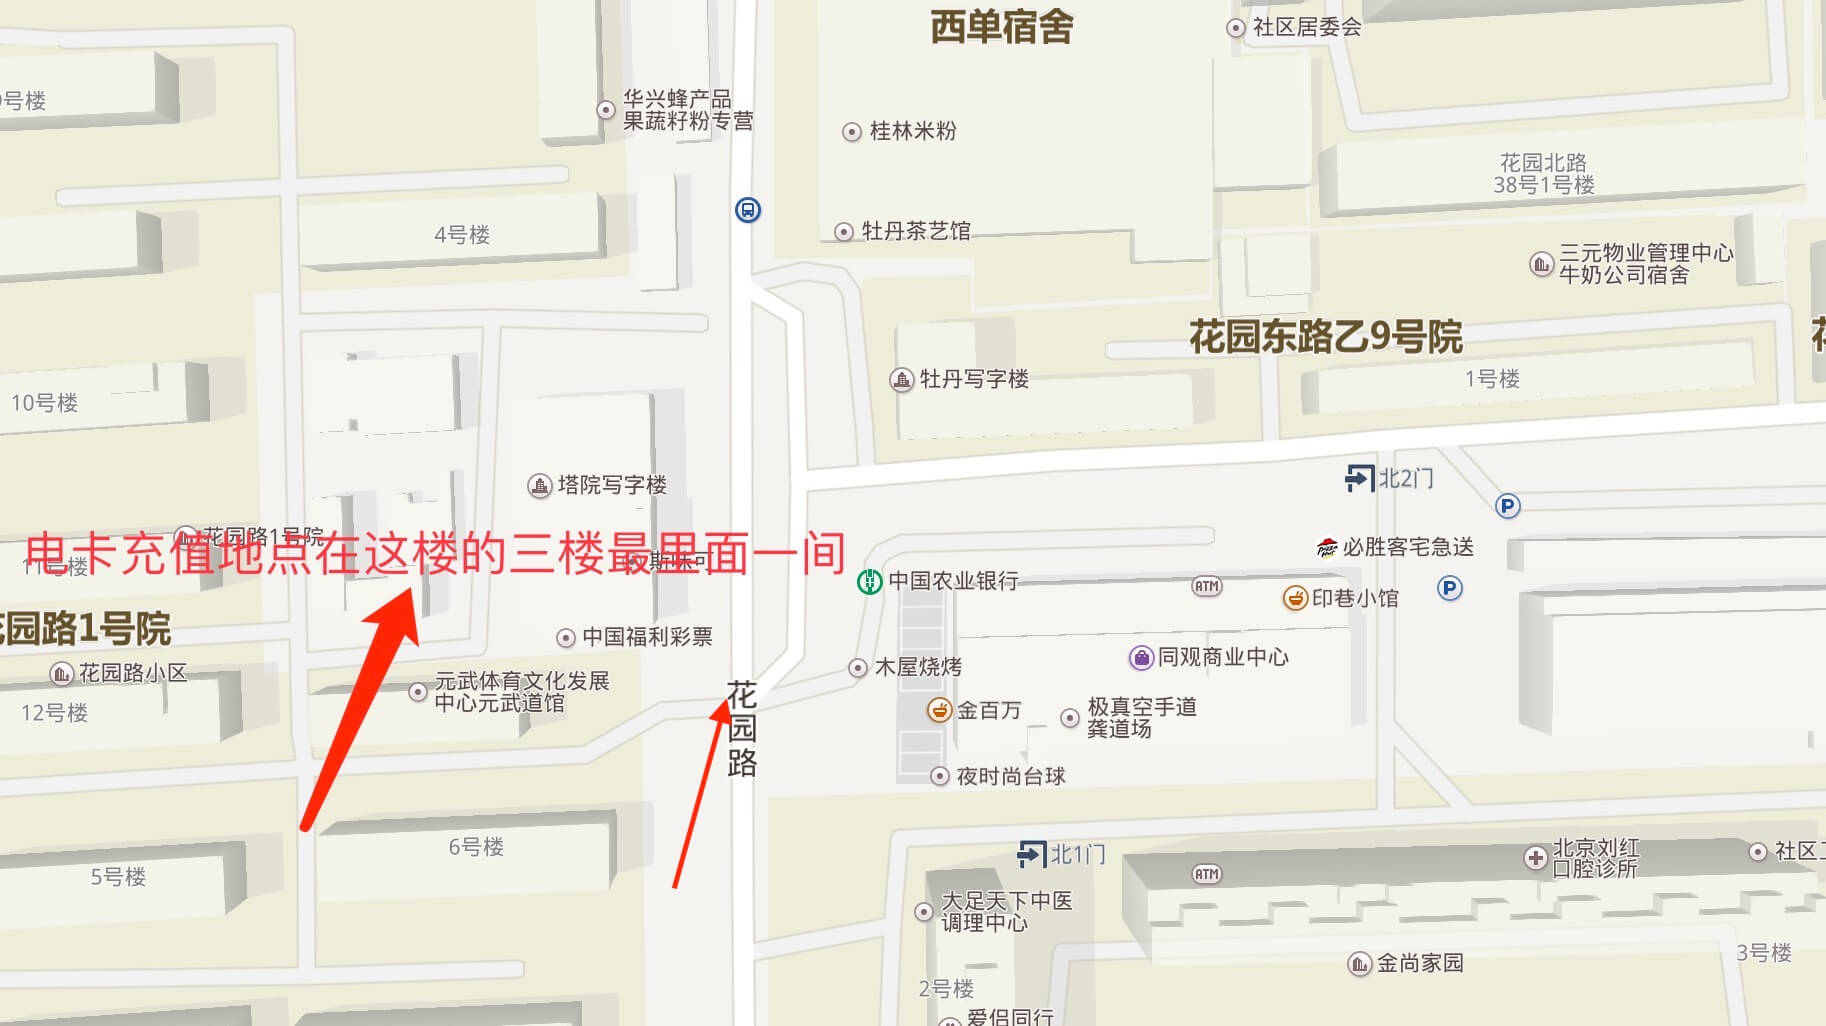 西单宿舍
社区居委会
号楼
华兴蜂产品
果蔬籽粉专营
桂林米粉
花园北路
38号1号楼
4号楼
牡丹茶艺馆
三元物业管理中心
牛奶公司宿舍
花园东路乙9号院
牡丹写字楼
1号楼
10号楼
塔院写字楼
北2门
P
花园路1号院
电卡充值地点在这楼的三楼最里面一间
11号楼
斯味可
必胜客宅急送
中国农业银行
ATM
印巷小馆
P
花园路1号院
中国福利彩票
同观商业中心
花园路小区
元武体育文化发展
中心元武道馆
木屋烧烤
12号楼
花园路
金百万
极真空手道
龚道场
夜时尚台球
6号楼
5号楼
北1门
ATM
北京刘红
口腔诊所
社区
大足天下中医
调理中心
金尚家园
3号楼
2号楼
爱侣同行